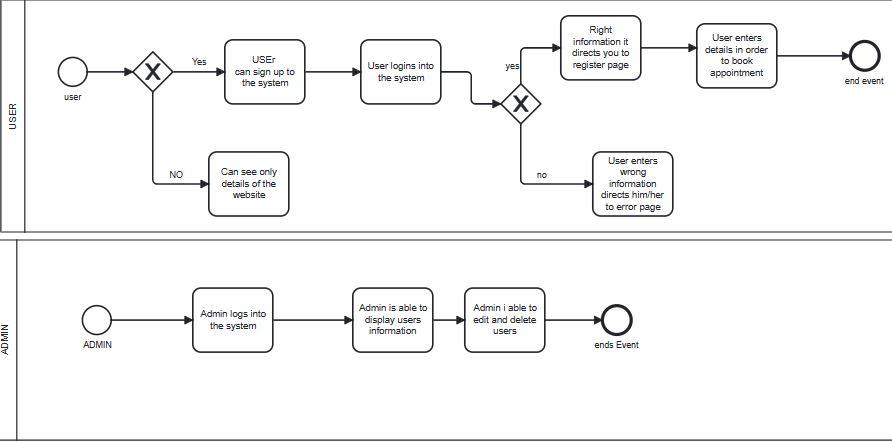 USER
user
Yes
USEr
can sign up to
the system
User logins into
the system
yes
Right
information it
directs you to
register page
User enters
details in order
to book
appointment
end event
NO
Can see only
details of the
website
no
User enters
wrong
information
directs him/her
to error page
ADMIN
ADMIN
Admin logs into
the system
Admin is able to
display users
information
Admin i able to
edit and delete
users
ends Event